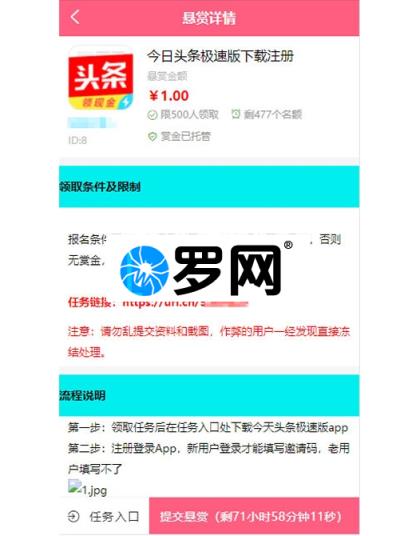 悬赏详情
头条
领现金
今日头条极速版下载注册
悬赏金额
￥1.00
限500人领取 剩477个名额
赏金已托管
ID:8
领取条件及限制
报名条件 ，否则
无赏金，
罗网®
任务链接： https://url.cn/5
注意：请勿乱提交资料和截图，作弊的用户一经发现直接冻
结处理。
流程说明
第一步：领取任务后在任务入口处下载今天头条极速版app
第二步：注册登录App，新用户登录才能填写邀请码，老用
户填写不了
1.jpg
任务入口 提交悬赏（剩71小时58分钟11秒）